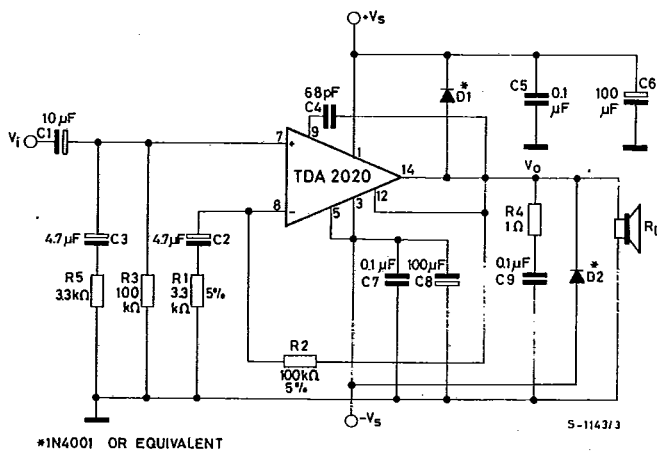 +Vs
68pF
C4
*
D1
C5
0.1
µF
100
µF
C6
10 µF
Vi
C1
7
+
9
1
TDA 2020
14
12
8
-
5
3
Vo
R4
1Ω
4.7µF
C3
4.7µF
C2
0.1µF
C7
100µF
C8
0.1µF
C9
*
D2
R5
3.3kΩ
R3
100
kΩ
R1
3.3
kΩ
5%
R2
100kΩ
5%
-Vs
S-1143/3
*1N4001 OR EQUIVALENT